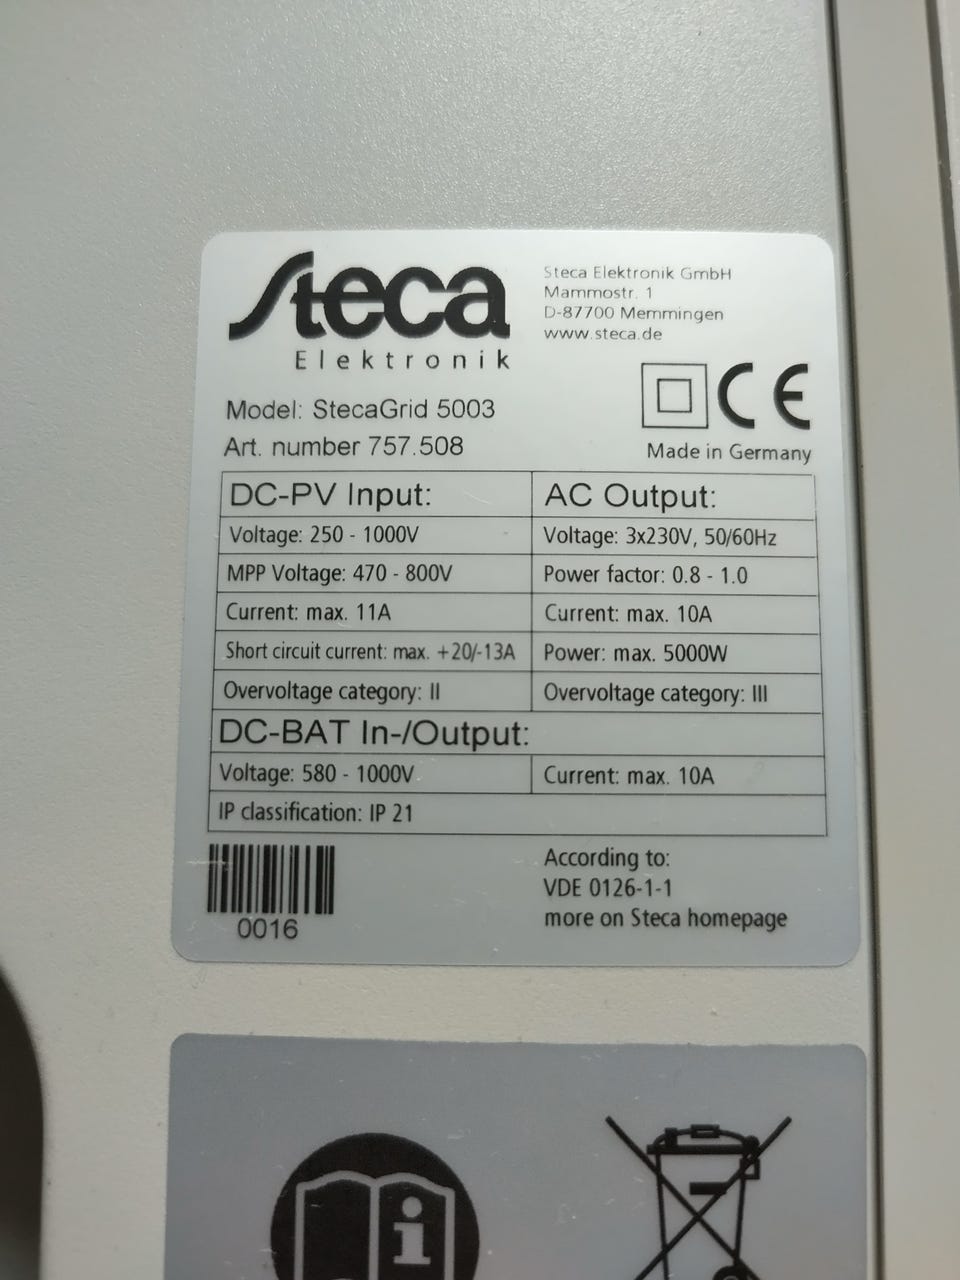 Steca
Elektronik
Steca Elektronik GmbH
Mammostr. 1
D-87700 Memmingen
www.steca.de
CE
Model: StecaGrid 5003
Art. number 757.508
Made in Germany
DC-PV Input:
AC Output:
Voltage: 250 - 1000V
Voltage: 3x230V, 50/60Hz
MPP Voltage: 470 - 800V
Power factor: 0.8 - 1.0
Current: max. 11A
Current: max. 10A
Short circuit current: max. +20/-13A
Power: max. 5000W
Overvoltage category: II
Overvoltage category: III
DC-BAT In-/Output:
Voltage: 580 - 1000V
Current: max. 10A
IP classification: IP 21
0016
According to:
VDE 0126-1-1
more on Steca homepage
i